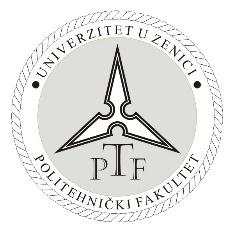 UNIVERZITET U ZENICI
PTF
POLITEHNIČKI FAKULTET